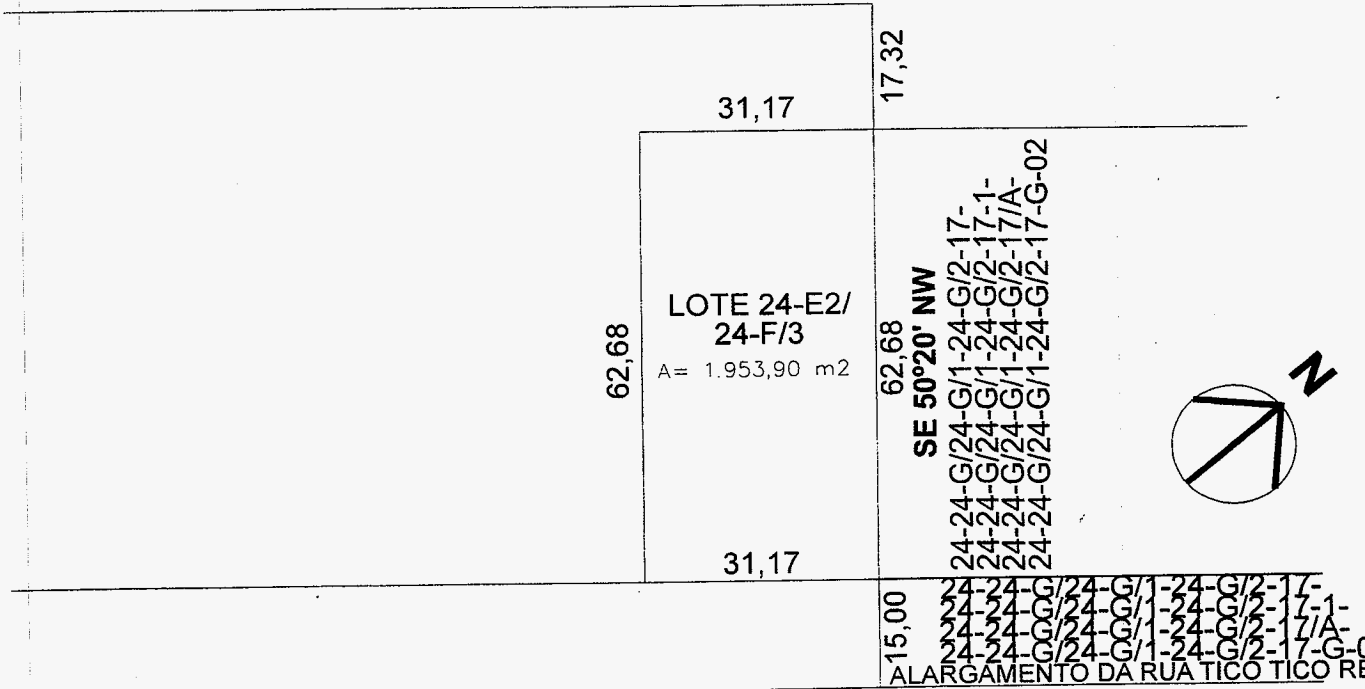 17,32
31,17
LOTE 24-E2/
24-F/3
A= 1.953,90 m2
62,68
62,68
SE 50°20' NW
24-24-G/24-G/1-24-G/2-17-
24-24-G/24-G/1-24-G/2-17-1-
24-24-G/24-G/1-24-G/2-17/A-
24-24-G/24-G/1-24-G/2-17-G-02
N
31,17
15,00
24-24-G/24-G/1-24-G/2-17-
24-24-G/24-G/1-24-G/2-17-1-
24-24-G/24-G/1-24-G/2-17/A-
24-24-G/24-G/1-24-G/2-17-G-0
ALARGAMENTO DA RUA TICO TICO RE